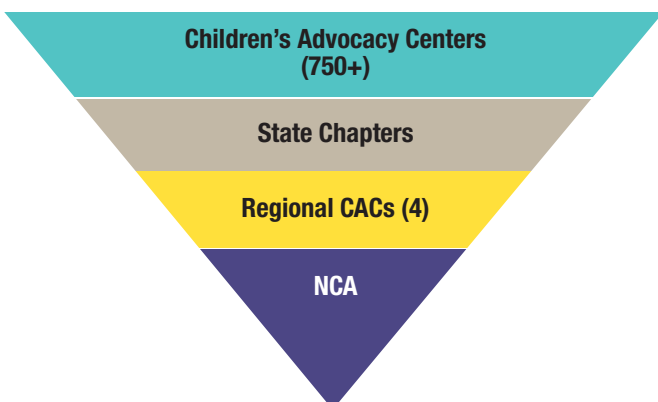 Children’s Advocacy Centers
(750+)
State Chapters
Regional CACs (4)
NCA